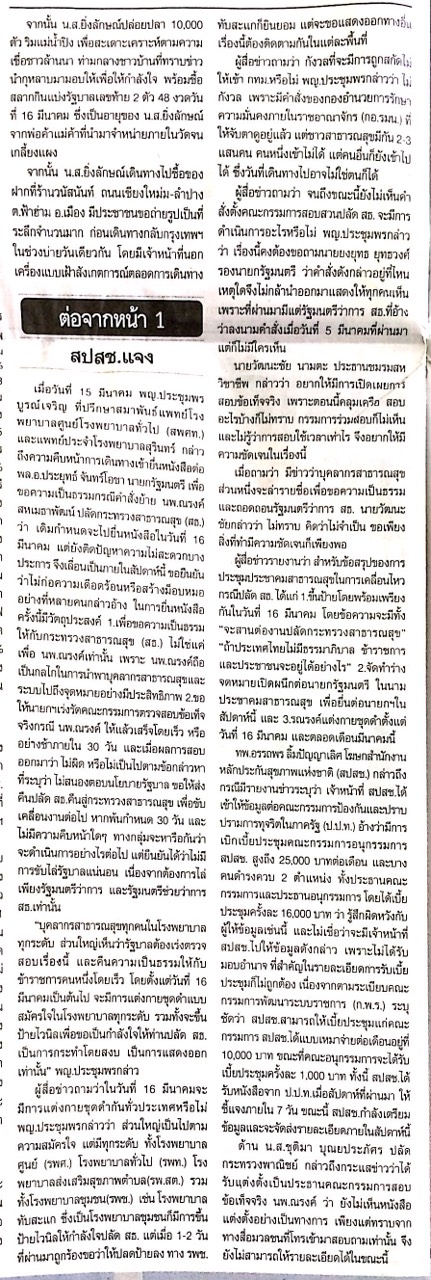 จากนั้น น.ส.ยิ่งลักษณ์ปล่อยปลา 10,000
ตัว ริมแม่น้ำปิง เพื่อสะเดาะเคราะห์ตามความ
เชื่อชาวล้านนา ท่ามกลางชาวบ้านที่ทราบข่าว
นำกุหลาบมามอบให้เพื่อให้กำลังใจ พร้อมซื้อ
สลากกินแบ่งรัฐบาลเลขท้าย 2 ตัว 48 งวดวัน
ที่ 16 มีนาคม ซึ่งเป็นอายุของ น.ส.ยิ่งลักษณ์
จากพ่อค้าแม่ค้าที่นำมาจำหน่ายภายในวัดจน
เกลี้ยงแผง
จากนั้น น.ส.ยิ่งลักษณ์เดินทางไปซื้อของ
ฝากที่ร้านวนัสนันท์ ถนนเชียงใหม่-ลำปาง
ต.ฟ้าฮ่าม อ.เมือง มีประชาชนขอถ่ายรูปเป็นที่
ระลึกจำนวนมาก ก่อนเดินทางกลับกรุงเทพฯ
ในช่วงบ่ายวันเดียวกัน โดยมีเจ้าหน้าที่นอก
เครื่องแบบเฝ้าสังเกตการณ์ตลอดการเดินทาง
ต่อจากหน้า 1
สปสช.แจง
เมื่อวันที่ 15 มีนาคม พญ.ประชุมพร
บูรณ์เจริญ ที่ปรึกษาสมาพันธ์แพทย์โรง
พยาบาลศูนย์โรงพยาบาลทั่วไป (สพศท.)
และแพทย์ประจำโรงพยาบาลสุรินทร์ กล่าว
ถึงความคืบหน้าการเดินทางเข้ายื่นหนังสือต่อ
พล.อ.ประยุทธ์ จันทร์โอชา นายกรัฐมนตรี เพื่อ
ขอความเป็นธรรมกรณีคำสั่งย้าย นพ.ณรงค์
สหเมธาพัฒน์ ปลัดกระทรวงสาธารณสุข (สธ.)
ว่า เดิมกำหนดจะไปยื่นหนังสือในวันที่ 16
มีนาคม แต่ยังติดปัญหาความไม่สะดวกบาง
ประการ จึงเลื่อนเป็นภายในสัปดาห์นี้ ขอยืนยัน
ว่าไม่ก่อความเดือดร้อนหรือสร้างม็อบหมอ
อย่างที่หลายคนกล่าวอ้าง ในการยื่นหนังสือ
ครั้งนี้มีวัตถุประสงค์ 1.เพื่อขอความเป็นธรรม
ให้กับกระทรวงสาธารณสุข (สธ.) ไม่ใช่แค่
เพื่อ นพ.ณรงค์เท่านั้น เพราะ นพ.ณรงค์ถือ
เป็นกลไกในการนำพาบุคลากรสาธารณสุขและ
ระบบไปถึงจุดหมายอย่างมีประสิทธิภาพ 2.ขอ
ให้นายกฯเร่งรัดคณะกรรมการตรวจสอบข้อเท็จ
จริงกรณี นพ.ณรงค์ ให้แล้วเสร็จโดยเร็ว หรือ
อย่างช้าภายใน 30 วัน และเมื่อผลการสอบ
ออกมาว่า ไม่ผิด หรือไม่เป็นไปตามข้อกล่าวหา
ที่ระบุว่า ไม่สนองตอบนโยบายรัฐบาล ขอให้ส่ง
คืนปลัด สธ.คืนสู่กระทรวงสาธารณสุข เพื่อขับ
เคลื่อนงานต่อไป หากพ้นกำหนด 30 วัน และ
ไม่มีความคืบหน้าใดๆ ทางกลุ่มจะหารือกันว่า
จะดำเนินการอย่างไรต่อไป แต่ยืนยันได้ว่าไม่มี
การขับไล่รัฐบาลแน่นอน เนื่องจากต้องการไล่
เพียงรัฐมนตรีว่าการ และรัฐมนตรีช่วยว่าการ
สธ.เท่านั้น
"บุคลากรสาธารณสุขทุกคนในโรงพยาบาล
ทุกระดับ ส่วนใหญ่เห็นว่ารัฐบาลต้องเร่งตรวจ
สอบเรื่องนี้ และคืนความเป็นธรรมให้กับ
ข้าราชการคนหนึ่งโดยเร็ว โดยตั้งแต่วันที่ 16
มีนาคมเป็นต้นไป จะมีการแต่งกายชุดดำแบบ
สมัครใจในโรงพยาบาลทุกระดับ รวมทั้งจะขึ้น
ป้ายไวนิลเพื่อขอเป็นกำลังใจให้ท่านปลัด สธ.
เป็นการกระทำโดยสงบ เป็นการแสดงออก
เท่านั้น" พญ.ประชุมพรกล่าว
ผู้สื่อข่าวถามว่าในวันที่ 16 มีนาคมจะ
มีการแต่งกายชุดดำกันทั่วประเทศหรือไม่
พญ.ประชุมพรกล่าวว่า ส่วนใหญ่เป็นไปตาม
ความสมัครใจ แต่มีทุกระดับ ทั้งโรงพยาบาล
ศูนย์ (รพศ.) โรงพยาบาลทั่วไป (รพท.) โรง
พยาบาลส่งเสริมสุขภาพตำบล(รพ.สต.) รวม
ทั้งโรงพยาบาลชุมชน(รพช.) เช่น โรงพยาบาล
ทับสะแก ซึ่งเป็นโรงพยาบาลชุมชนก็มีการขึ้น
ป้ายไวนิลให้กำลังใจปลัด สธ. แต่เมื่อ 1-2 วัน
ที่ผ่านมาถูกร้องขอว่าให้ปลดป้ายลง ทาง รพช.
ทับสะแกก็ยินยอม แต่จะขอแสดงออกทางอื่น
เรื่องนี้ต้องติดตามกันในแต่ละพื้นที่
ผู้สื่อข่าวถามว่า กังวลที่จะมีการถูกสกัดไม่
ให้เข้า กทม.หรือไม่ พญ.ประชุมพรกล่าวว่า ไม่
กังวล เพราะมีคำสั่งของกองอำนวยการรักษา
ความมั่นคงภายในราชอาณาจักร (กอ.รมน.) ที่
ให้จับตาดูอยู่แล้ว แต่ชาวสาธารณสุขมีกัน 2-3
แสนคน คนหนึ่งเข้าไม่ได้ แต่คนอื่นก็ยังเข้าไป
ได้ ซึ่งวันที่เดินทางไปอาจไม่ใช่ตนก็ได้
ผู้สื่อข่าวถามว่า จนถึงขณะนี้ยังไม่เห็นคำ
สั่งตั้งคณะกรรมการสอบสวนปลัด สธ. จะมีการ
ดำเนินการอะไรหรือไม่ พญ.ประชุมพรกล่าว
ว่า เรื่องนี้คงต้องขอถามนายยงยุทธ ยุทธวงศ์
รองนายกรัฐมนตรี ว่าคำสั่งดังกล่าวอยู่ที่ไหน
เหตุใดจึงไม่กล้านำออกมาแสดงให้ทุกคนเห็น
เพราะที่ผ่านมามีแต่รัฐมนตรีว่าการ สธ.ที่อ้าง
ว่าลงนามคำสั่งเมื่อวันที่ 5 มีนาคมที่ผ่านมา
แต่ก็ไม่มีใครเห็น
นายวัฒนะชัย นามตะ ประธานชมรมสห
วิชาชีพ กล่าวว่า อยากให้มีการเปิดเผยการ
สอบข้อเท็จจริง เพราะตอนนี้คลุมเครือ สอบ
อะไรบ้างก็ไม่ทราบ กรรมการร่วมฝ่อบก็ไม่เห็น
และไม่รู้ว่าการสอบใช้เวลาเท่าไร จึงอยากให้มี
ความชัดเจนในเรื่องนี้
เมื่อถามว่า มีข่าวว่าบุคลากรสาธารณสุข
ส่วนหนึ่งจะล่ารายชื่อเพื่อขอความเป็นธรรม
และถอดถอนรัฐมนตรีว่าการ สธ. นายวัฒนะ
ชัยกล่าวว่า ไม่ทราบ คิดว่าไม่จำเป็น ขอเพียง
สิ่งที่ทำมีความชัดเจนก็เพียงพอ
ผู้สื่อข่าวรายงานว่า สำหรับข้อสรุปของการ
ประชุมประชาคมสาธารณสุขในการเคลื่อนไหว
กรณีปลัด สธ. ได้แก่ 1.ขึ้นป้ายโดยพร้อมเพรียง
กันในวันที่ 16 มีนาคม โดยข้อความจะมีทั้ง
"จะสานต่องานปลัดกระทรวงสาธารณสุข"
"ถ้าประเทศไทยไม่มีธรรมาภิบาล ข้าราชการ
และประชาชนจะอยู่ได้อย่างไร" 2.จัดทำร่าง
จดหมายเปิดผนึกต่อนายกรัฐมนตรี ในนาม
ประชาคมสาธารณสุข เพื่อยื่นต่อนายกฯใน
สัปดาห์นี้ และ 3.รณรงค์แต่งกายชุดดำตั้งแต่
วันที่ 16 มีนาคม และตลอดเดือนมีนาคมนี้
ทพ.อรรถพร ลิ้มปัญญาเลิศ โฆษกสำนักงาน
หลักประกันสุขภาพแห่งชาติ (สปสช.) กล่าวถึง
กรณีมีรายงานข่าวระบุว่า เจ้าหน้าที่ สปสช.ได้
เข้าให้ข้อมูลต่อคณะกรรมการป้องกันและปราบ
ปรามการทุจริตในภาครัฐ (ป.ป.ท.) อ้างว่ามีการ
เบิกเบี้ยประชุมคณะกรรมการอนุกรรมการ
สปสช. สูงถึง 25,000 บาทต่อเดือน และบาง
คนดำรงควบ 2 ตำแหน่ง ทั้งประธานคณะ
กรรมการและประธานอนุกรรมการ โดยได้เบี้ย
ประชุมครั้งละ 16,000 บาท ว่า รู้สึกผิดหวังกับ
ผู้ให้ข้อมูลเช่นนี้ และไม่เชื่อว่าจะมีเจ้าหน้าที่
สปสช.ไปให้ข้อมูลดังกล่าว เพราะไม่ได้รับ
มอบอำนาจ ที่สำคัญในรายละเอียดการรับเบี้ย
ประชุมก็ไม่ถูกต้อง เนื่องจากตามระเบียบคณะ
กรรมการพัฒนาระบบราชการ (ก.พ.ร.) ระบุ
ชัดว่า สปสช.สามารถให้เบี้ยประชุมแก่คณะ
กรรมการ สปสช.ได้แบบเหมาจ่ายต่อเดือนอยู่ที่
10,000 บาท ขณะที่คณะอนุกรรมการจะได้รับ
เบี้ยประชุมครั้งละ 1,000 บาท ทั้งนี้ สปสช.ได้
รับหนังสือจาก ป.ป.ท.เมื่อสัปดาห์ที่ผ่านมา ให้
ชี้แจงภายใน 7 วัน ขณะนี้ สปสช.กำลังเตรียม
ข้อมูลและจะจัดส่งรายละเอียดภายในสัปดาห์นี้
ด้าน น.ส.ชุติมา บุณยประภัศร ปลัด
กระทรวงพาณิชย์ กล่าวถึงกระแสข่าวว่าได้
รับแต่งตั้งเป็นประธานคณะกรรมการสอบ
ข้อเท็จจริง นพ.ณรงค์ ว่า ยังไม่เห็นหนังสือ
แต่งตั้งอย่างเป็นทางการ เพียงแต่ทราบจาก
ทางสื่อมวลชนที่โทรเข้ามาสอบถามเท่านั้น จึง
ยังไม่สามารถให้รายละเอียดได้ในขณะนี้